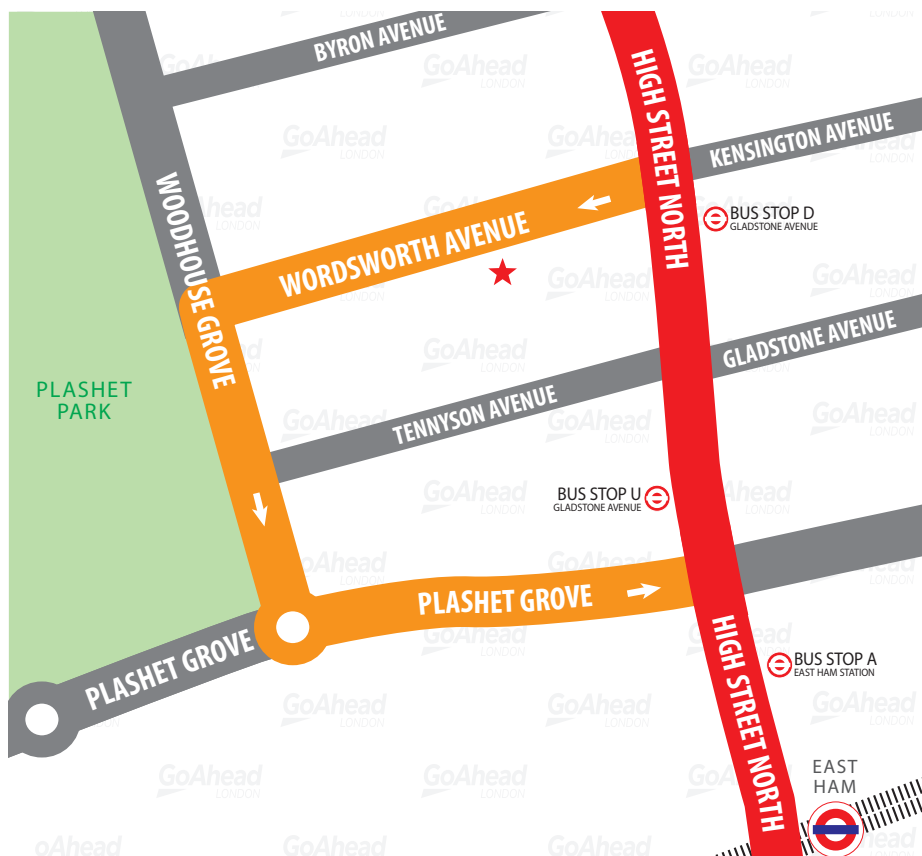 BYRON AVENUE
HIGH STREET NORTH
KENSINGTON AVENUE
WOODHOUSE GROVE
WORDSWORTH AVENUE
BUS STOP D
GLADSTONE AVENUE
GLADSTONE AVENUE
PLASHET
PARK
TENNYSON AVENUE
BUS STOP U
GLADSTONE AVENUE
PLASHET GROVE
PLASHET GROVE
HIGH STREET NORTH
BUS STOP A
EAST HAM STATION
EAST
HAM
GoAhead
LONDON